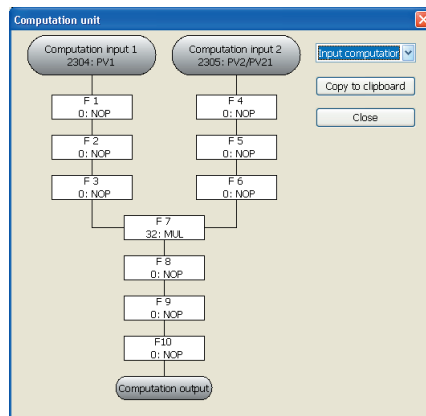 Computation unit
Computation input 1
2304: PV1
Computation input 2
2305: PV2/PV21
Input computation
Copy to clipboard
Close
F 1
0: NOP
F 4
0: NOP
F 2
0: NOP
F 5
0: NOP
F 3
0: NOP
F 6
0: NOP
F 7
32: MUL
F 8
0: NOP
F 9
0: NOP
F10
0: NOP
Computation output